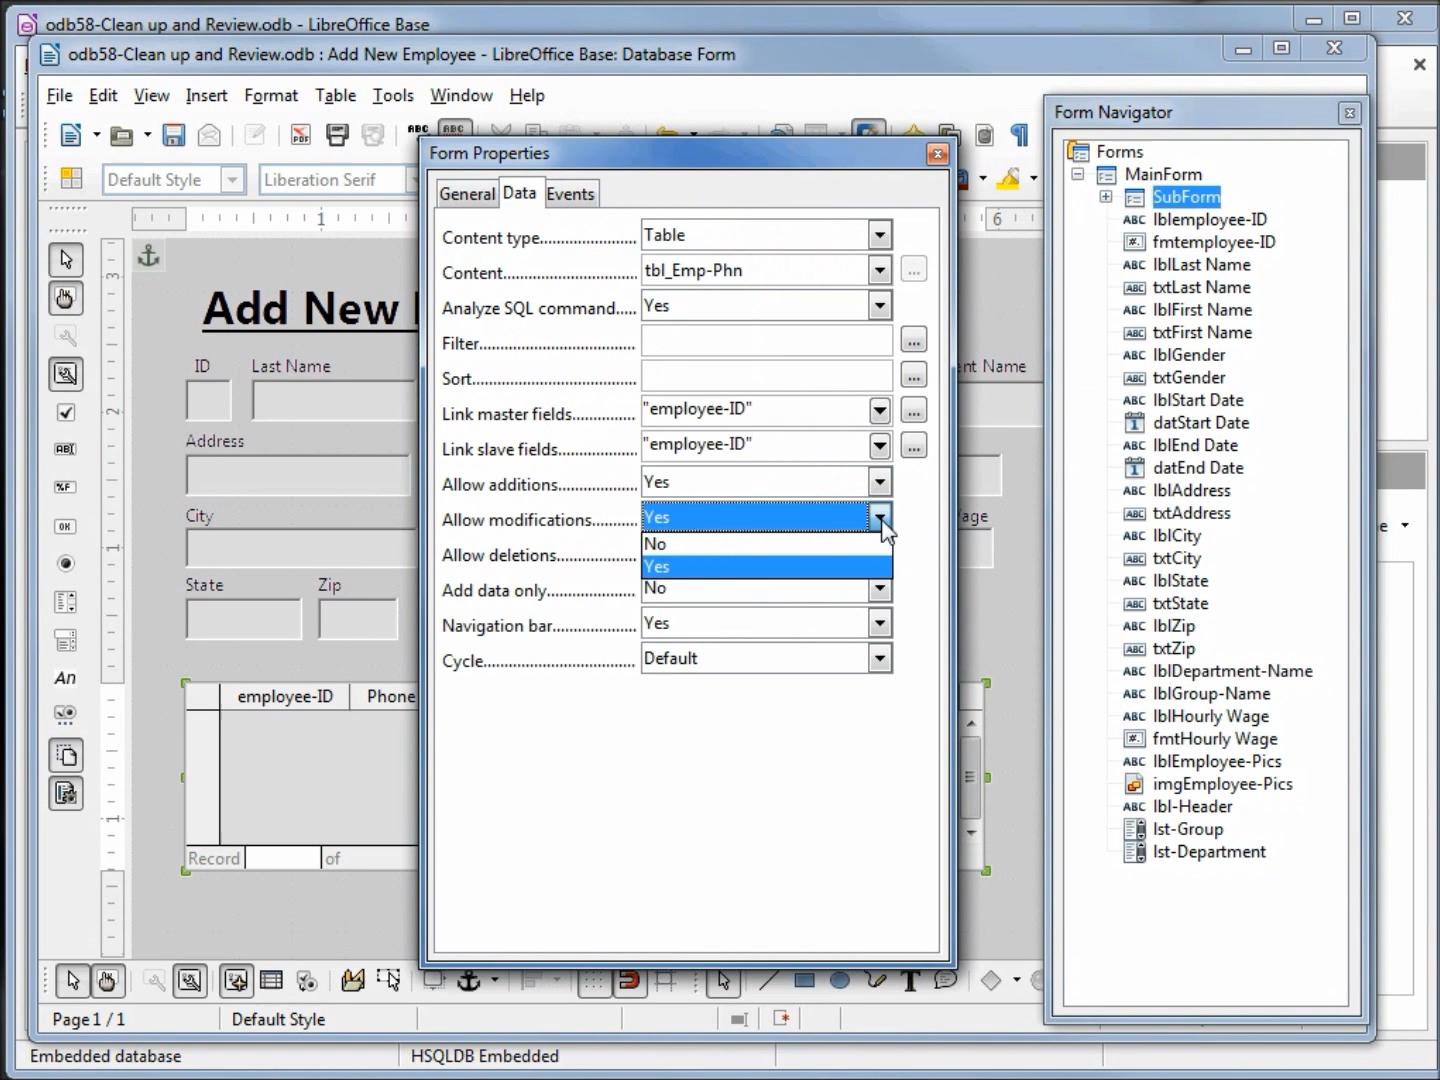 odb58-Clean up and Review.odb - LibreOffice Base
odb58-Clean up and Review.odb : Add New Employee - LibreOffice Base: Database Form
File Edit View Insert Format Table Tools Window Help
PDF ABC ABC
Default Style Liberation Serif
1 6
Form Properties
General Data Events
Content type........................ Table
Content............................... tbl_Emp-Phn
Analyze SQL command..... Yes
Filter...................................
Sort....................................
Link master fields.............. "employee-ID"
Link slave fields.................. "employee-ID"
Allow additions.................. Yes
Allow modifications........... Yes
No
Yes
Allow deletions..................
Add data only.................... No
Navigation bar................... Yes
Cycle.................................. Default
Add New
ID Last Name
Address
City
State Zip
employee-ID Phone
Record of
Form Navigator
Forms
MainForm
SubForm
lblemployee-ID
fmtemployee-ID
lblLast Name
txtLast Name
lblFirst Name
txtFirst Name
lblGender
txtGender
lblStart Date
datStart Date
lblEnd Date
datEnd Date
lblAddress
txtAddress
lblCity
txtCity
lblState
txtState
lblZip
txtZip
lblDepartment-Name
lblGroup-Name
lblHourly Wage
fmtHourly Wage
lblEmployee-Pics
imgEmployee-Pics
lbl-Header
lst-Group
lst-Department
Page 1 / 1 Default Style
Embedded database HSQLDB Embedded